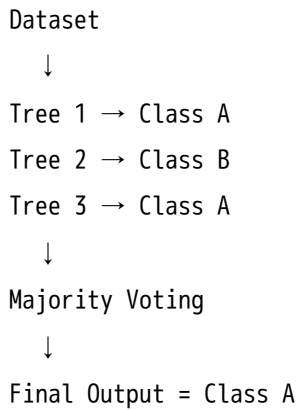 Dataset
↓
Tree 1 → Class A
Tree 2 → Class B
Tree 3 → Class A
↓
Majority Voting
↓
Final Output = Class A